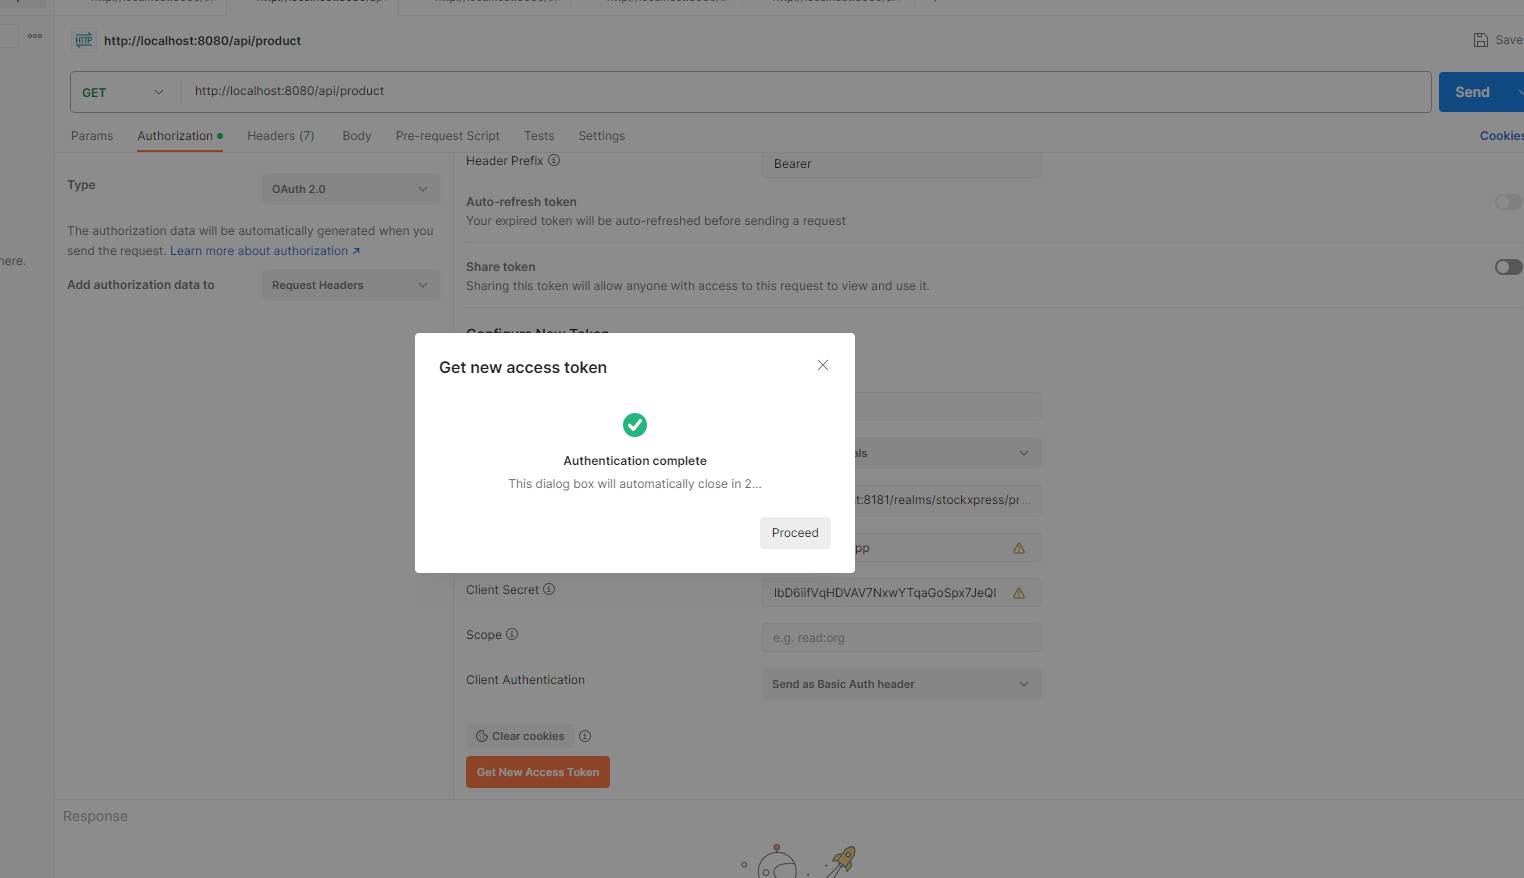 http://localhost:8080/api/product
Save
GET
http://localhost:8080/api/product
Send
Params
Authorization
Headers (7)
Body
Pre-request Script
Tests
Settings
Cookies
Header Prefix
Bearer
Type
OAuth 2.0
Auto-refresh token
Your expired token will be auto-refreshed before sending a request
The authorization data will be automatically generated when you
send the request. Learn more about authorization ↗
here.
Share token
Sharing this token will allow anyone with access to this request to view and use it.
Add authorization data to
Request Headers
Configure New Token
Get new access token
Authentication complete
This dialog box will automatically close in 2...
Proceed
als
t:8181/realms/stockxpress/pr...
pp
Client Secret
Scope
e.g. read:org
Client Authentication
Send as Basic Auth header
Clear cookies
Get New Access Token
Response